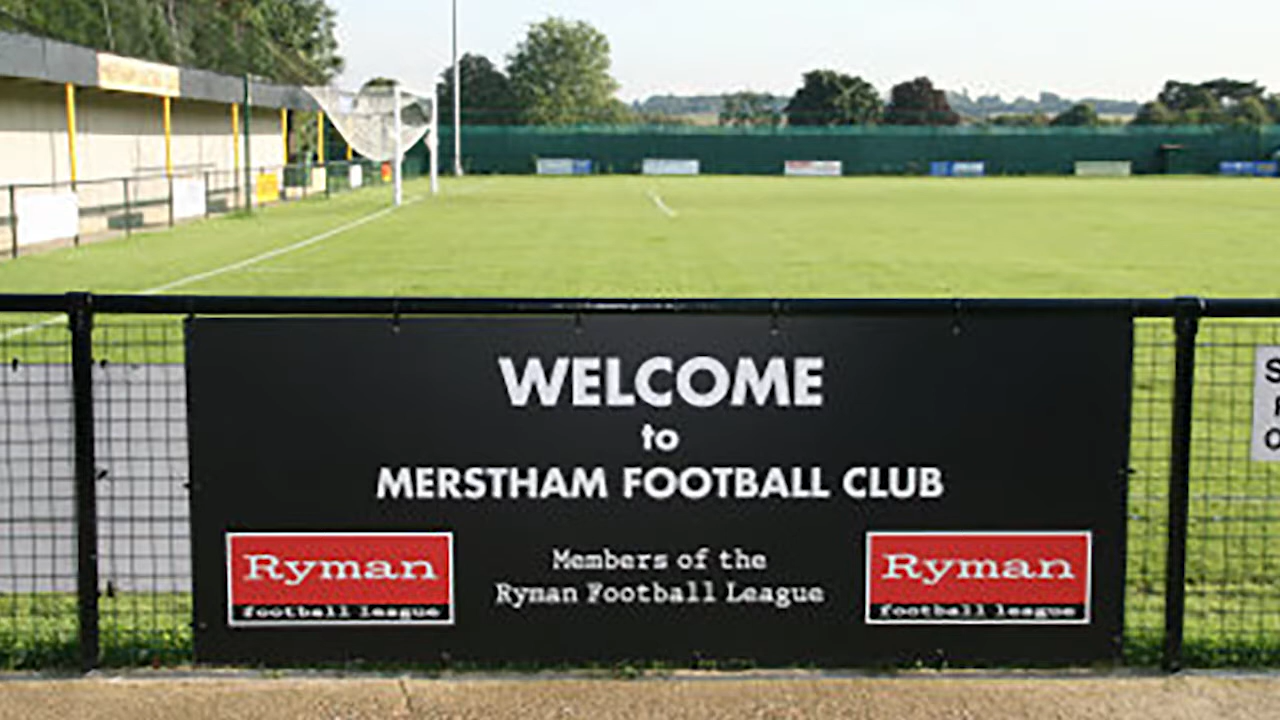 WELCOME
to
MERSTHAM FOOTBALL CLUB
Members of the
Ryman Football League
Ryman
football league
Ryman
football league
S
O